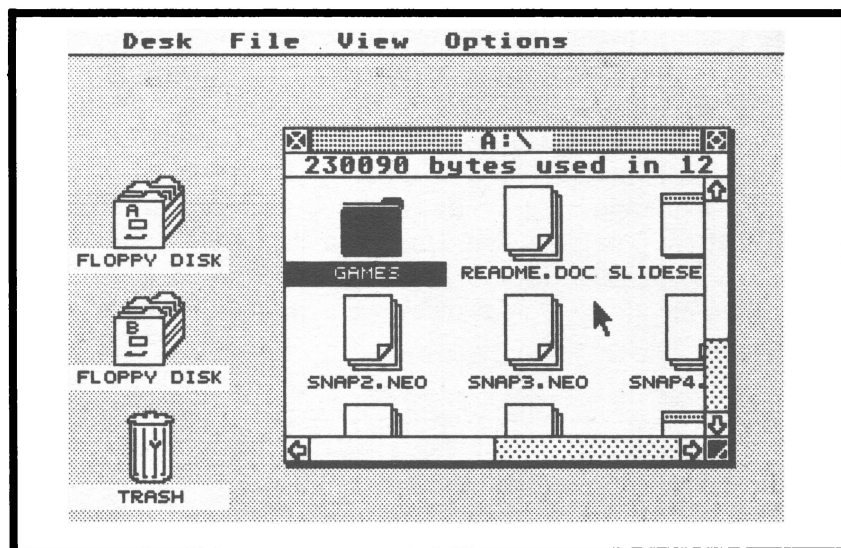 Desk File View Options
A:\
230090 bytes used in 12
A
FLOPPY DISK
GAMES README.DOC SLIDESE
B
FLOPPY DISK
SNAP2.NEO SNAP3.NEO SNAP4.
TRASH